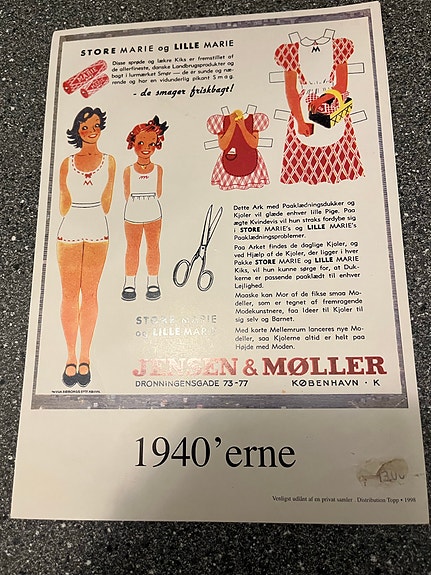 STORE MARIE og LILLE MARIE
Disse sprøde og lækre Kiks er fremstillet af
de allerfineste, danske Landbrugsprodukter og
bagt i lurmærket Smør — de er sunde og næ-
rende og har en vidunderlig pikant Smag.
- de smager friskbagt!
MARIE
M
M
M
Dette Ark med Paaklædningsdukker og
Kjoler vil glæde enhver lille Pige. Paa
ægte Kvindevis vil hun straks fordybe sig
i STORE MARIE's og LILLE MARIE's
Paaklædningsproblemer.
Paa Arket findes de daglige Kjoler, og
ved Hjælp af de Kjoler, der ligger i hver
Pakke STORE MARIE og LILLE MARIE
Kiks, vil hun kunne sørge for, at Duk-
kerne er passende paaklædt til enhver
Lejlighed.
Maaske kan Mor af de fikse smaa Mo-
deller, som er tegnet af fremragende
Modekunstnere, faa Ideer til Kjoler til
sig selv og Barnet.
Med korte Mellemrum lanceres nye Mo-
deller, saa Kjolerne altid er helt paa
Højde med Moden.
STORE MARIE
og LILLE MARIE
JENSEN & MØLLER
DRONNINGENSGADE 73-77 KØBENHAVN · K
1940'erne
13,00
Venligst udlånt af en privat samler . Distribution Topp • 1998